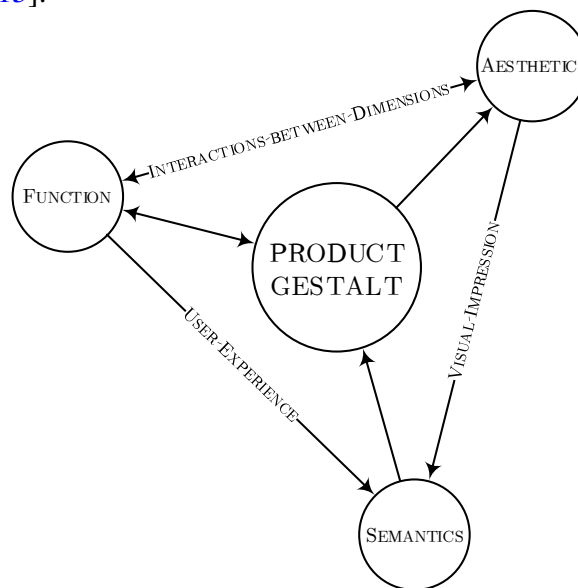 AESTHETIC
INTERACTIONS-BETWEEN-DIMENSIONS
FUNCTION
PRODUCT
GESTALT
VISUAL-IMPRESSION
USER-EXPERIENCE
SEMANTICS